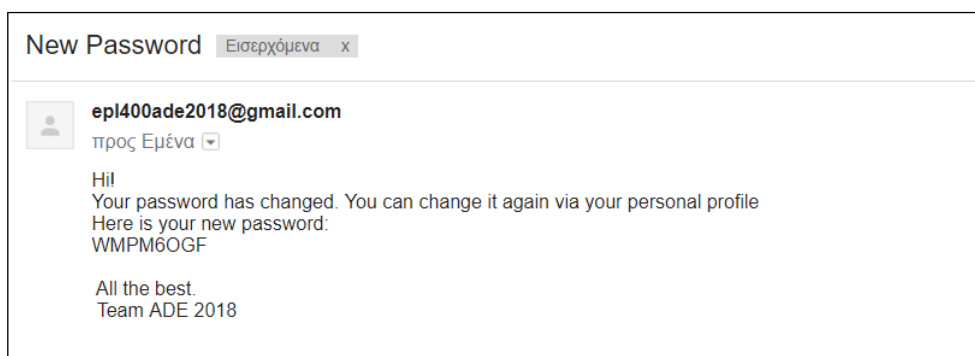 New Password Εισερχόμενα x
epl400ade2018@gmail.com
προς Εμένα
Hi!
Your password has changed. You can change it again via your personal profile
Here is your new password:
WMPM6OGF
All the best.
Team ADE 2018